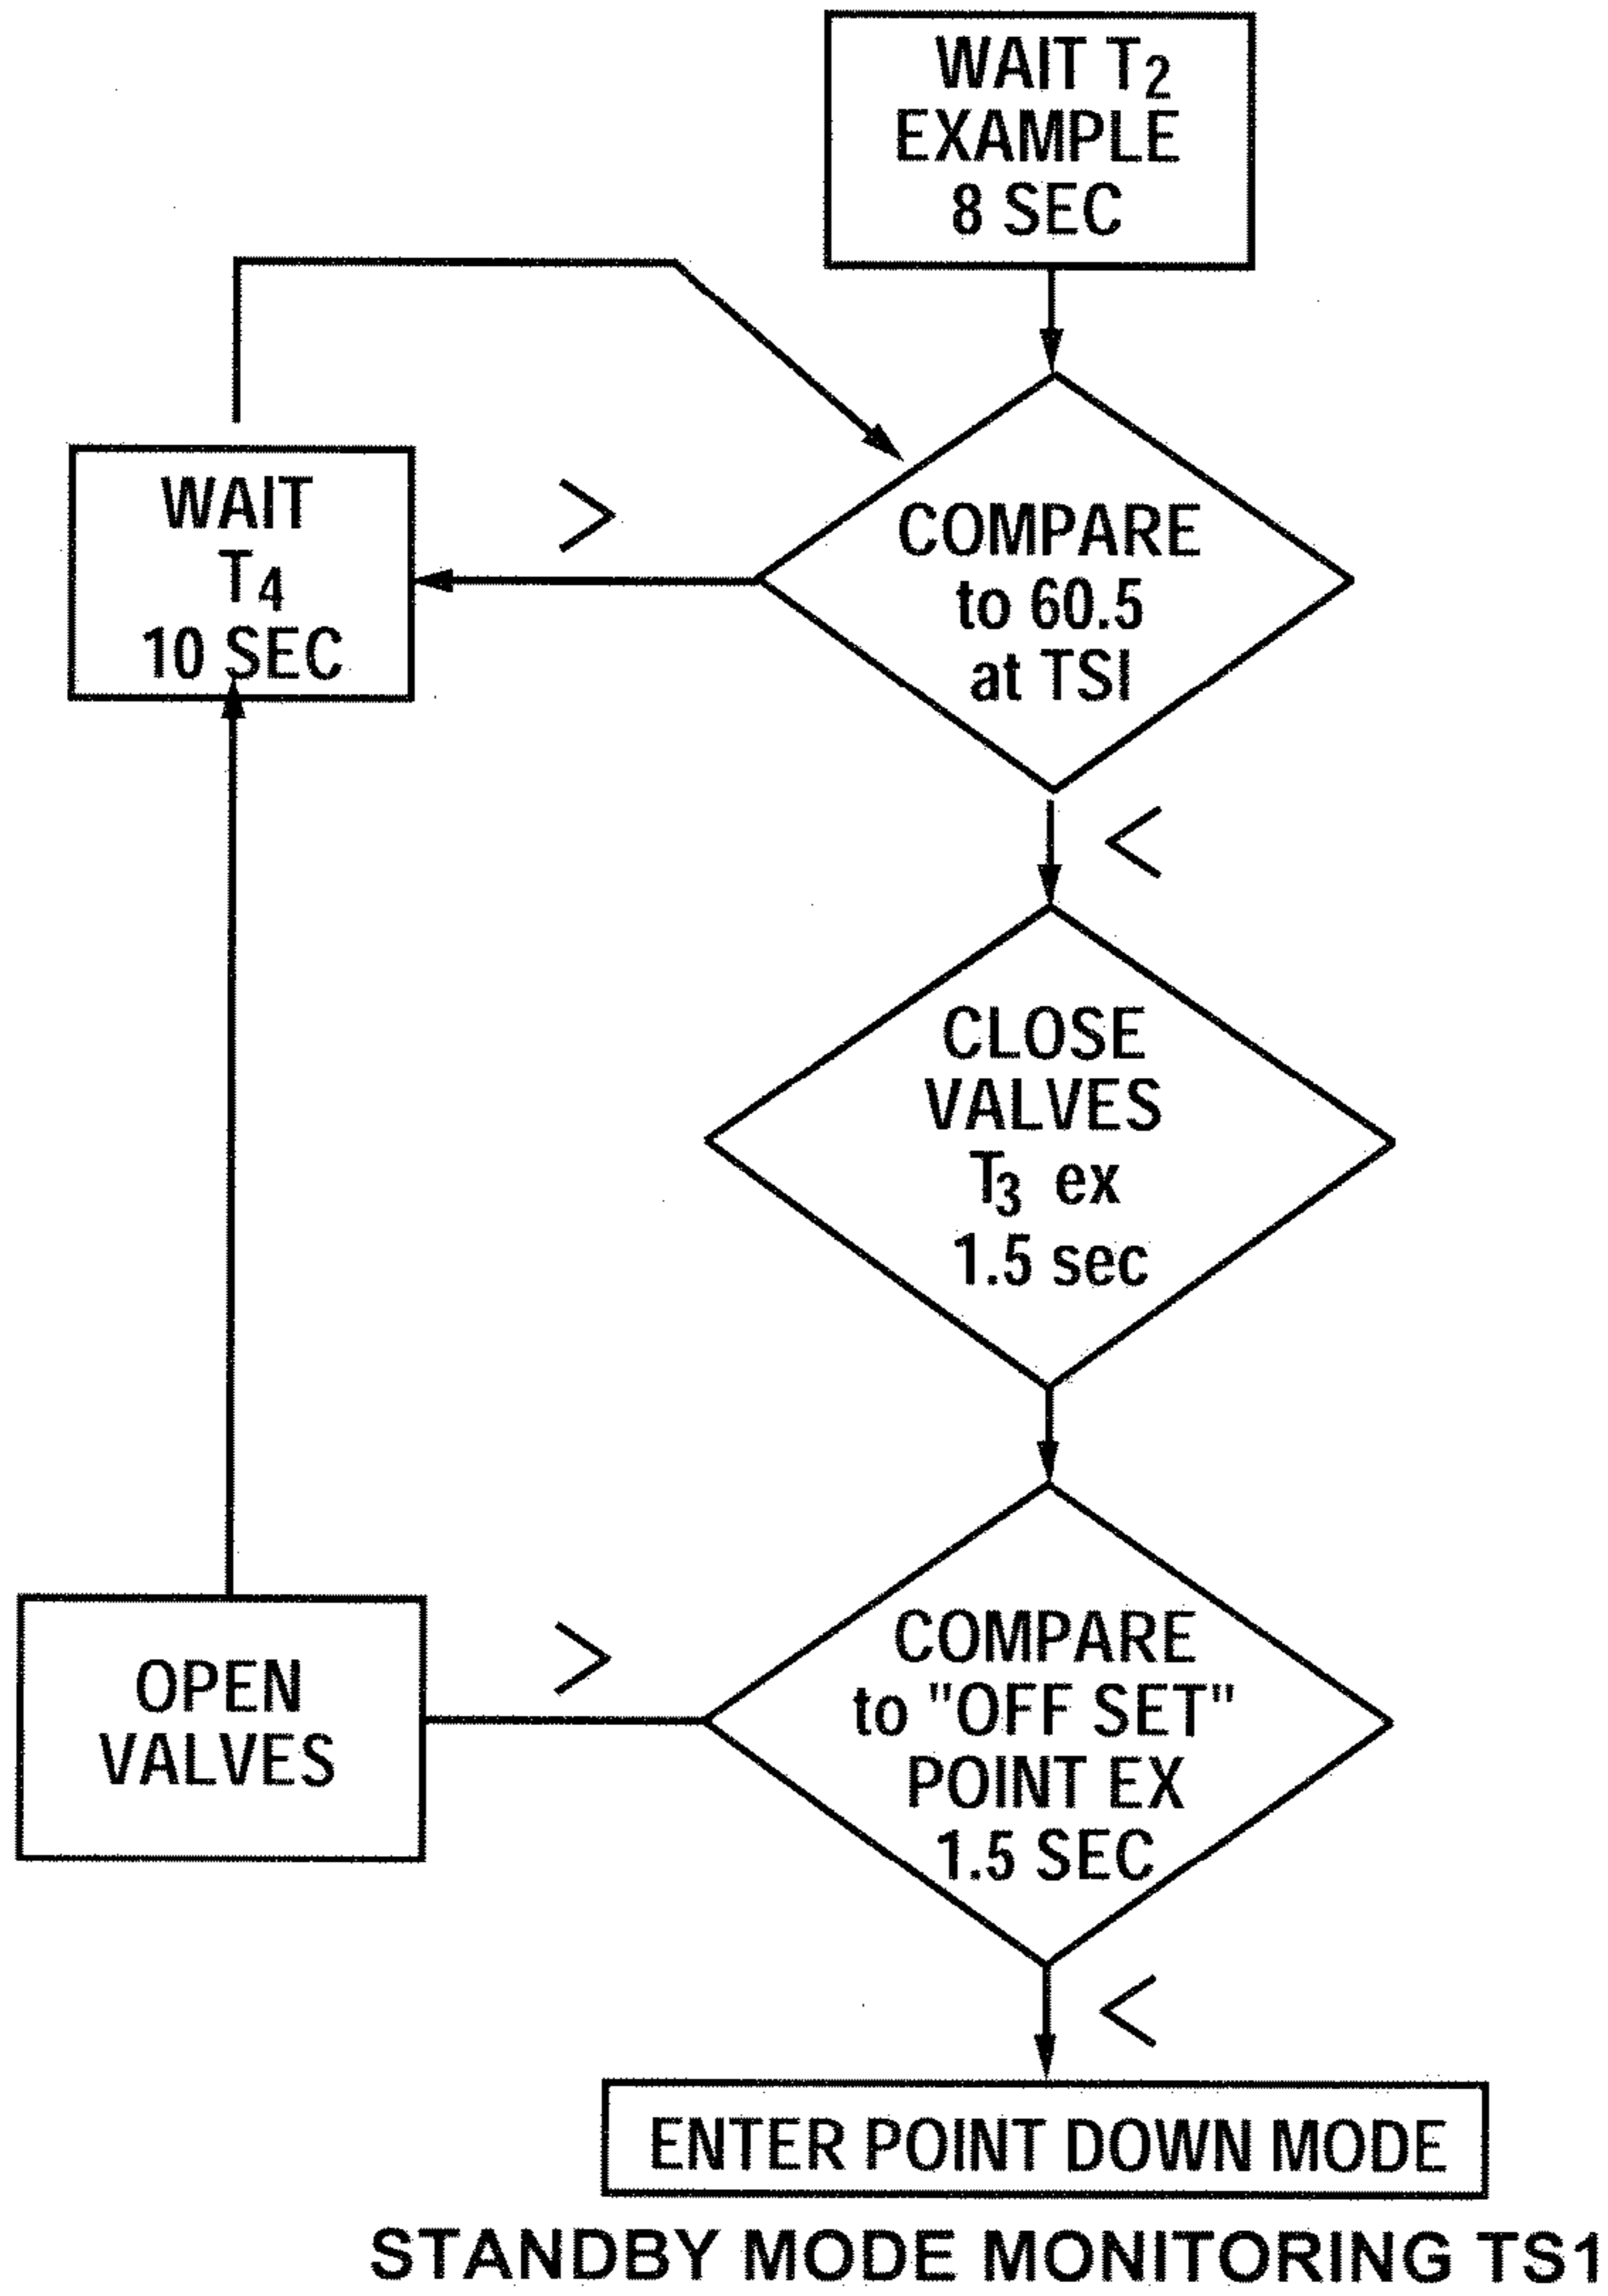 WAIT T2
EXAMPLE
8 SEC
WAIT
T4
10 SEC
>
COMPARE
to 60.5
at TSI
<
CLOSE
VALVES
T3 ex
1.5 sec
OPEN
VALVES
>
COMPARE
to "OFF SET"
POINT EX
1.5 SEC
<
ENTER POINT DOWN MODE
STANDBY MODE MONITORING TS1